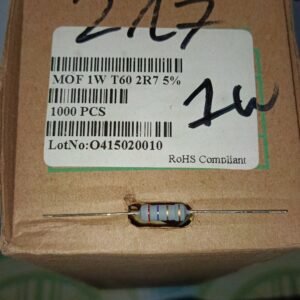 2R7
MOF 1W T60 2R7 5%
1W
1000 PCS
LotNo:O415020010
RoHS Compliant